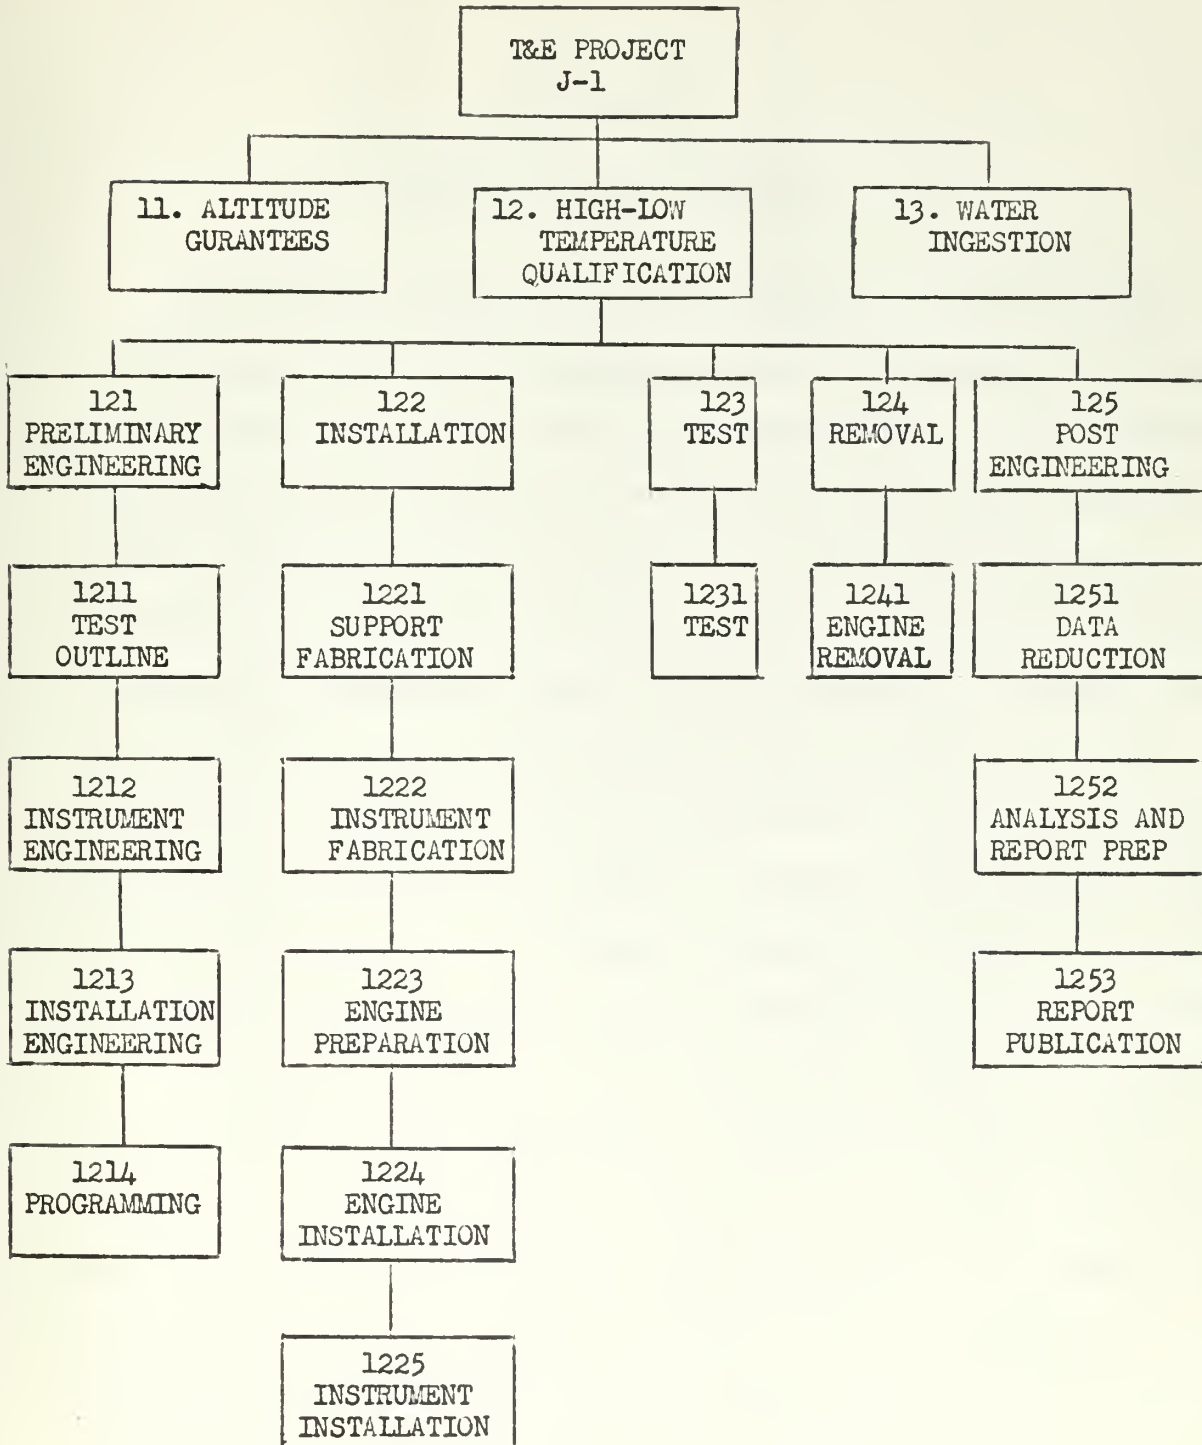 T&E PROJECT
J-1
11. ALTITUDE
GURANTEES
12. HIGH-LOW
TEMPERATURE
QUALIFICATION
13. WATER
INGESTION
121
PRELIMINARY
ENGINEERING
122
INSTALLATION
123
TEST
124
REMOVAL
125
POST
ENGINEERING
1211
TEST
OUTLINE
1221
SUPPORT
FABRICATION
1231
TEST
1241
ENGINE
REMOVAL
1251
DATA
REDUCTION
1212
INSTRUMENT
ENGINEERING
1222
INSTRUMENT
FABRICATION
1252
ANALYSIS AND
REPORT PREP
1213
INSTALLATION
ENGINEERING
1223
ENGINE
PREPARATION
1253
REPORT
PUBLICATION
1214
PROGRAMMING
1224
ENGINE
INSTALLATION
1225
INSTRUMENT
INSTALLATION